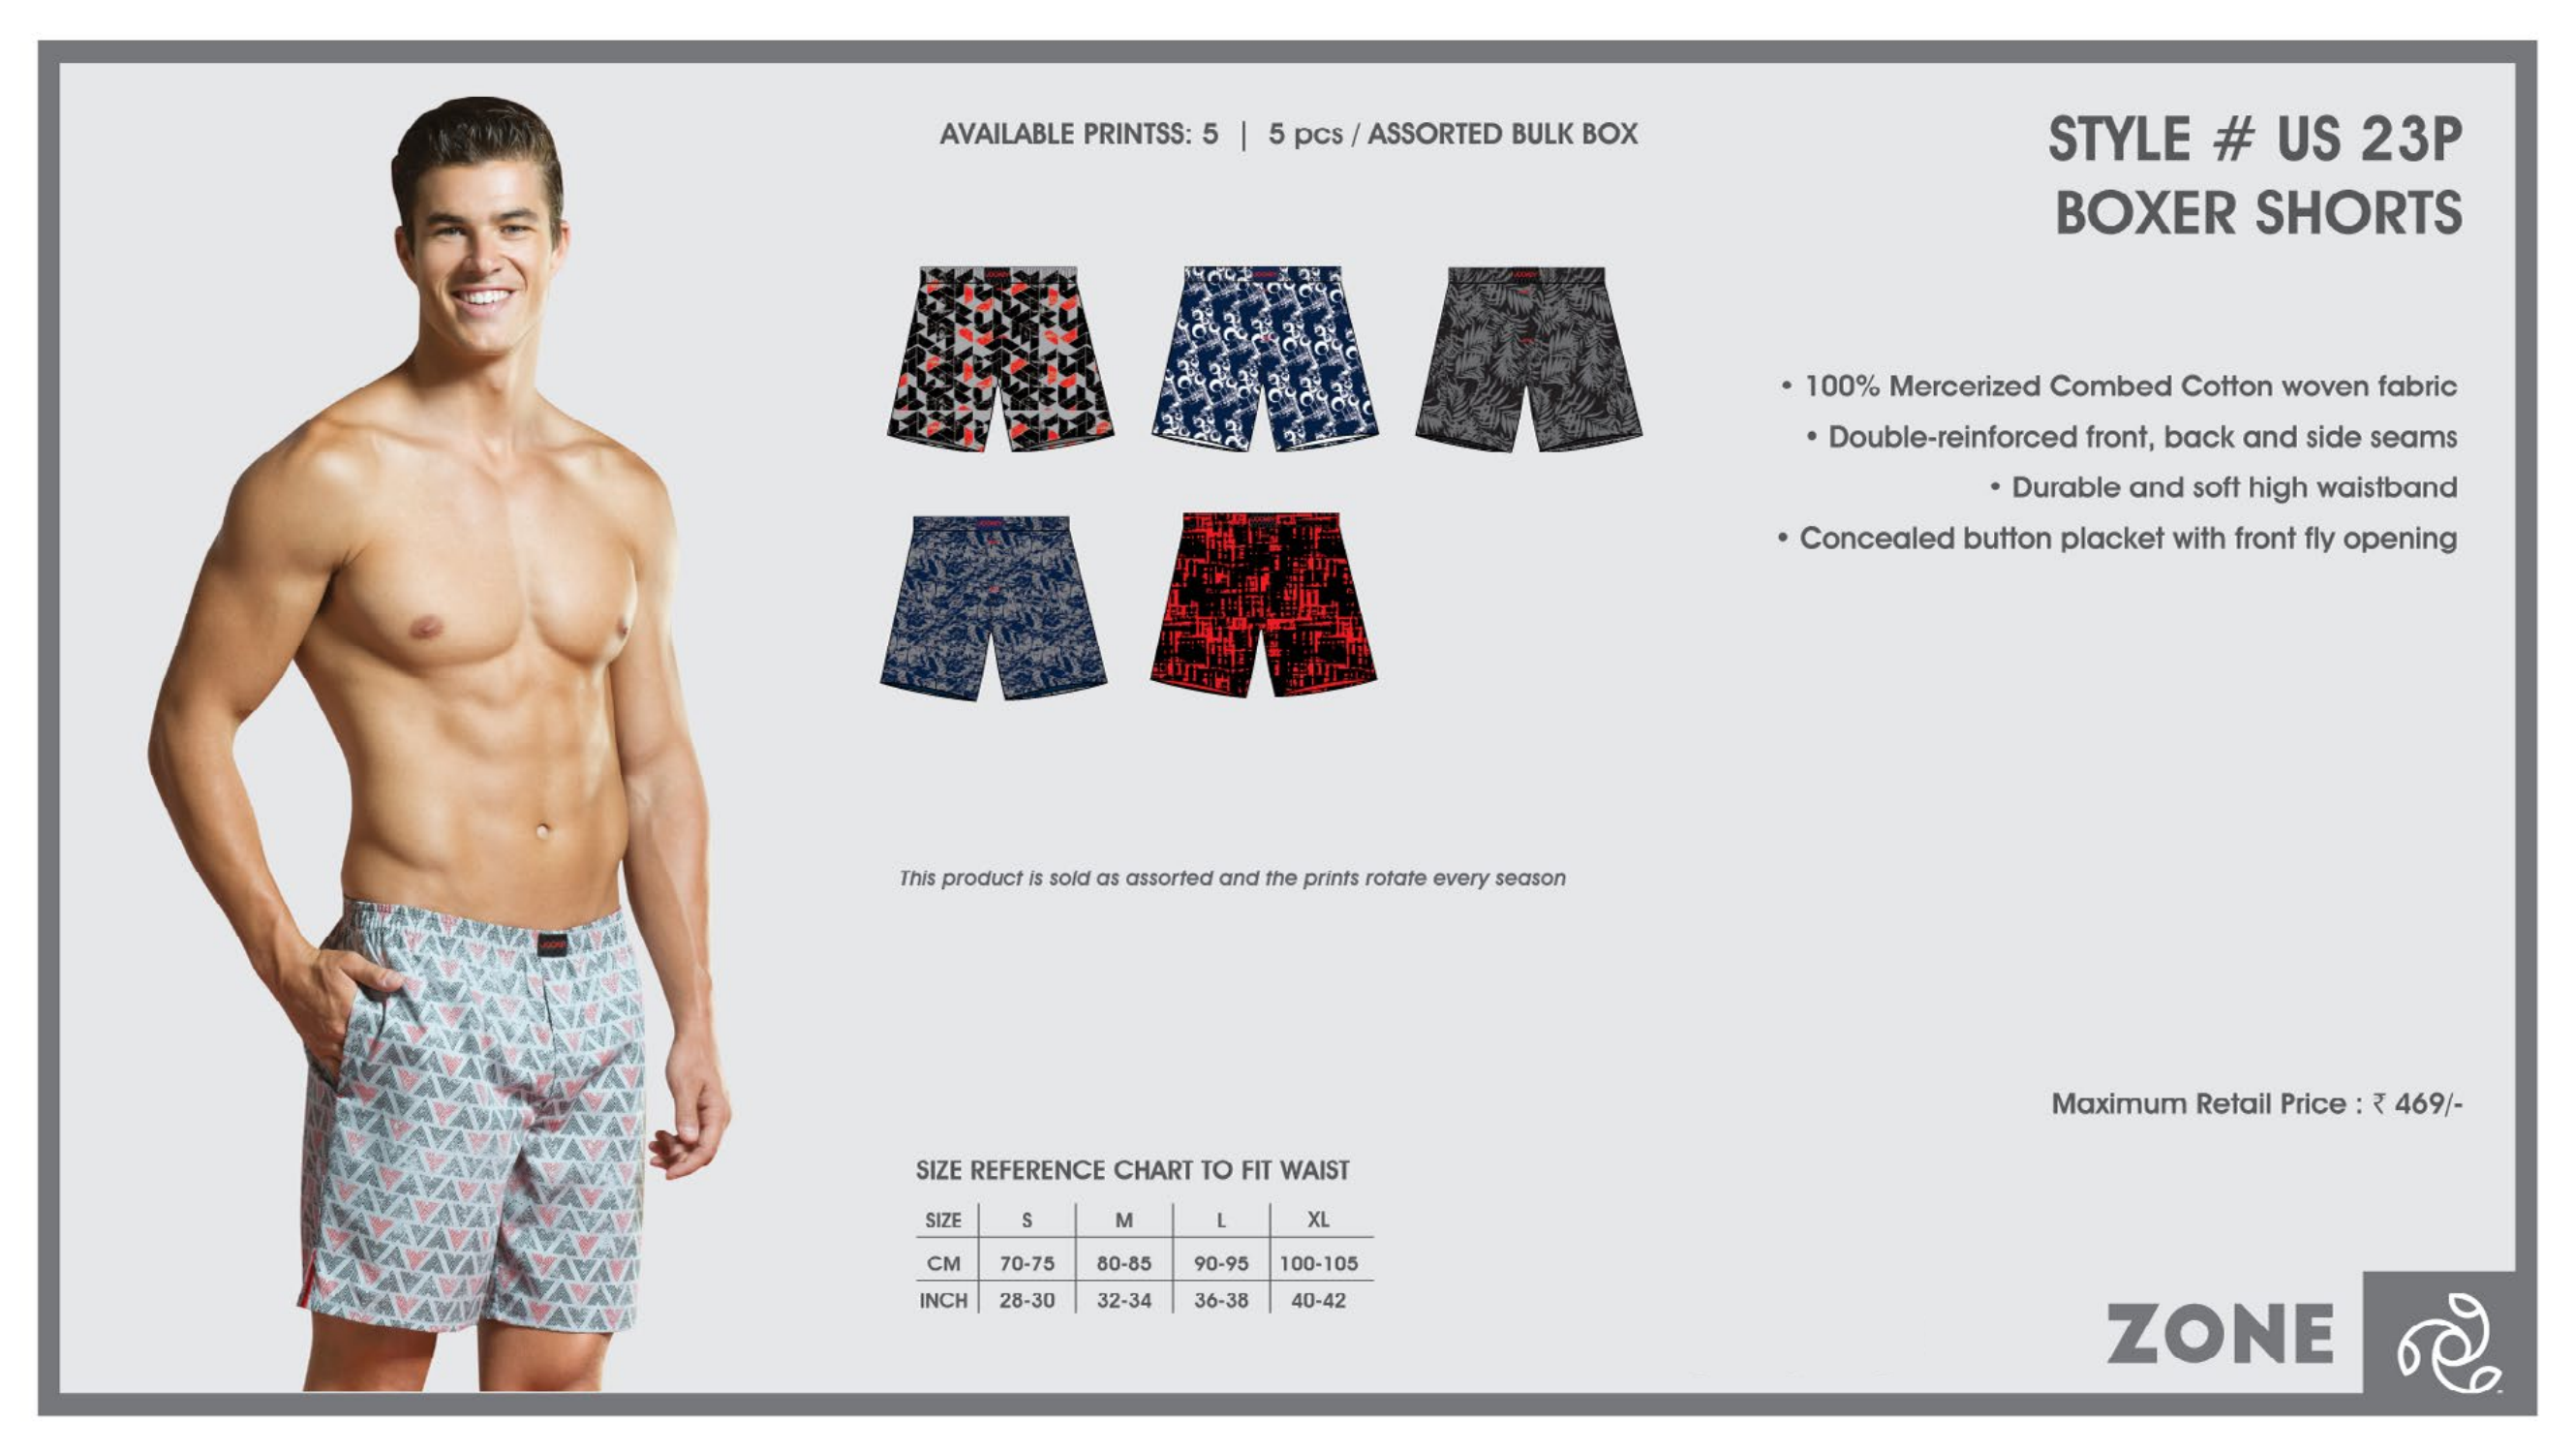 AVAILABLE PRINTSS: 5 | 5 pcs / ASSORTED BULK BOX
STYLE # US 23P
BOXER SHORTS
• 100% Mercerized Combed Cotton woven fabric
• Double-reinforced front, back and side seams
• Durable and soft high waistband
• Concealed button placket with front fly opening
This product is sold as assorted and the prints rotate every season
Maximum Retail Price : ₹ 469/-
SIZE REFERENCE CHART TO FIT WAIST
SIZE S M L XL
CM 70-75 80-85 90-95 100-105
INCH 28-30 32-34 36-38 40-42
JOCKEY
ZONE